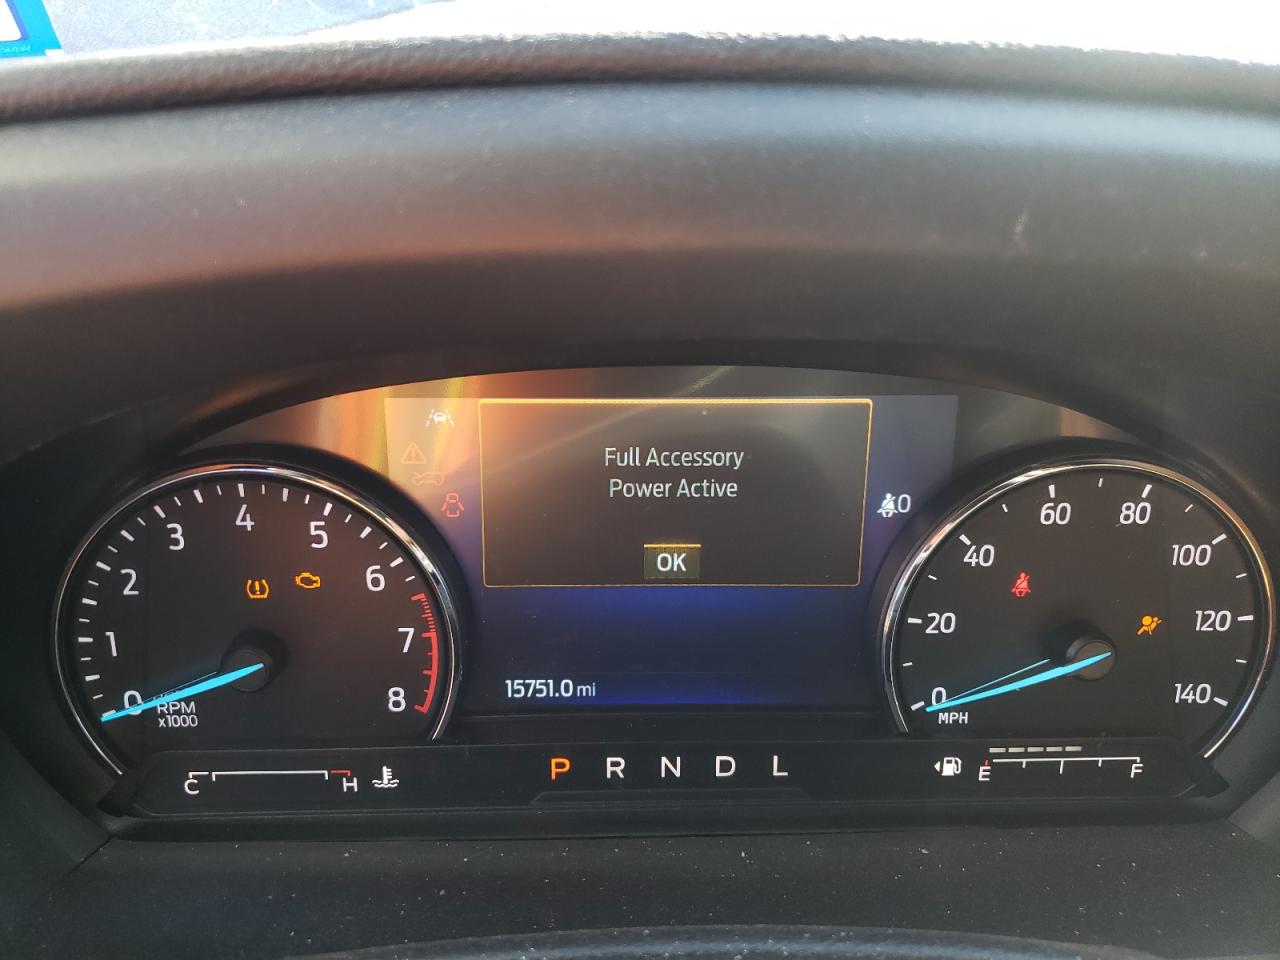 Full Accessory
Power Active
OK
0
15751.0 mi
0 1 2 3 4 5 6 7 8
RPM
x1000
0 20 40 60 80 100 120 140
MPH
C H
P R N D L
E F